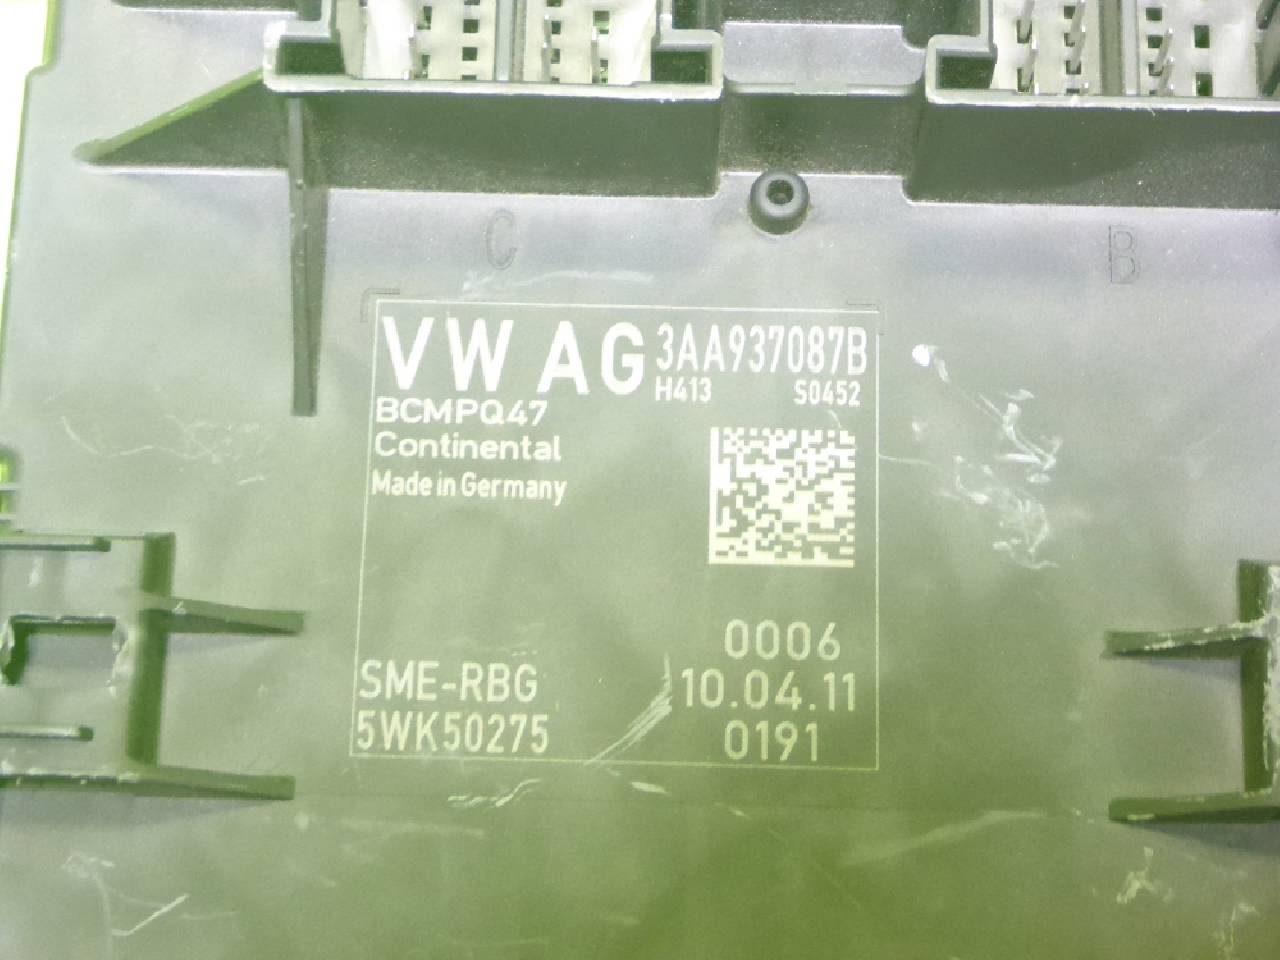 C
B
VW AG 3AA937087B
H413 S0452
BCMPQ47
Continental
Made in Germany
0006
SME-RBG 10.04.11
5WK50275 0191